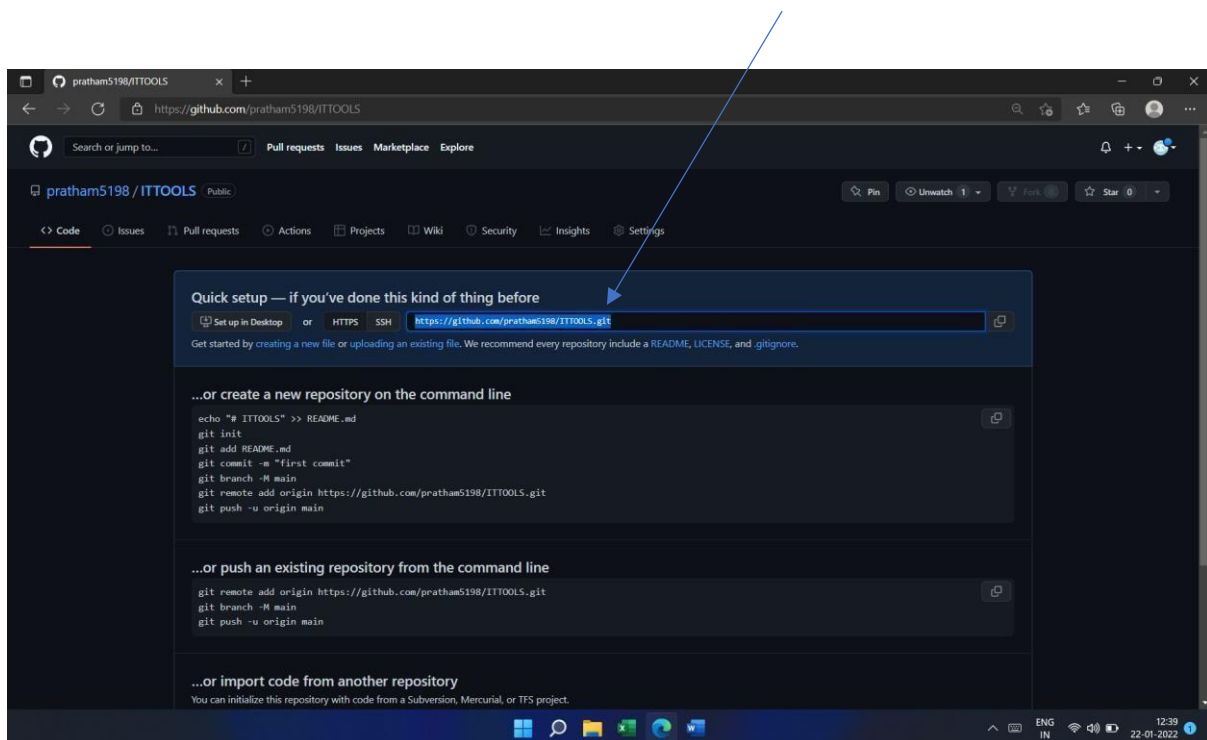 pratham5198/ITTOOLS
https://github.com/pratham5198/ITTOOLS
Search or jump to... / Pull requests Issues Marketplace Explore
pratham5198 / ITTOOLS Public
Pin Unwatch 1 Fork 0 Star 0
<> Code Issues Pull requests Actions Projects Wiki Security Insights Settings
Quick setup — if you've done this kind of thing before
Set up in Desktop or HTTPS SSH https://github.com/pratham5198/ITTOOLS.git
Get started by creating a new file or uploading an existing file. We recommend every repository include a README, LICENSE, and .gitignore.
...or create a new repository on the command line
echo "# ITTOOLS" >> README.md
git init
git add README.md
git commit -m "first commit"
git branch -M main
git remote add origin https://github.com/pratham5198/ITTOOLS.git
git push -u origin main
...or push an existing repository from the command line
git remote add origin https://github.com/pratham5198/ITTOOLS.git
git branch -M main
git push -u origin main
...or import code from another repository
You can initialize this repository with code from a Subversion, Mercurial, or TFS project.
ENG 12:39
IN 22-01-2022 1